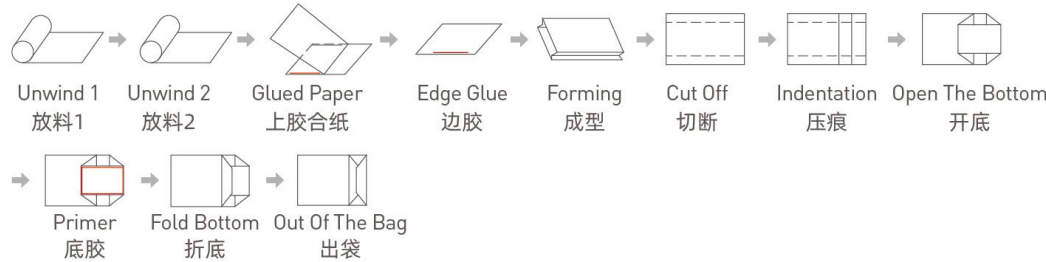 Unwind 1 Unwind 2 Glued Paper Edge Glue Forming Cut Off Indentation Open The Bottom
放料1 放料2 上胶合纸 边胶 成型 切断 压痕 开底
Primer Fold Bottom Out Of The Bag
底胶 折底 出袋